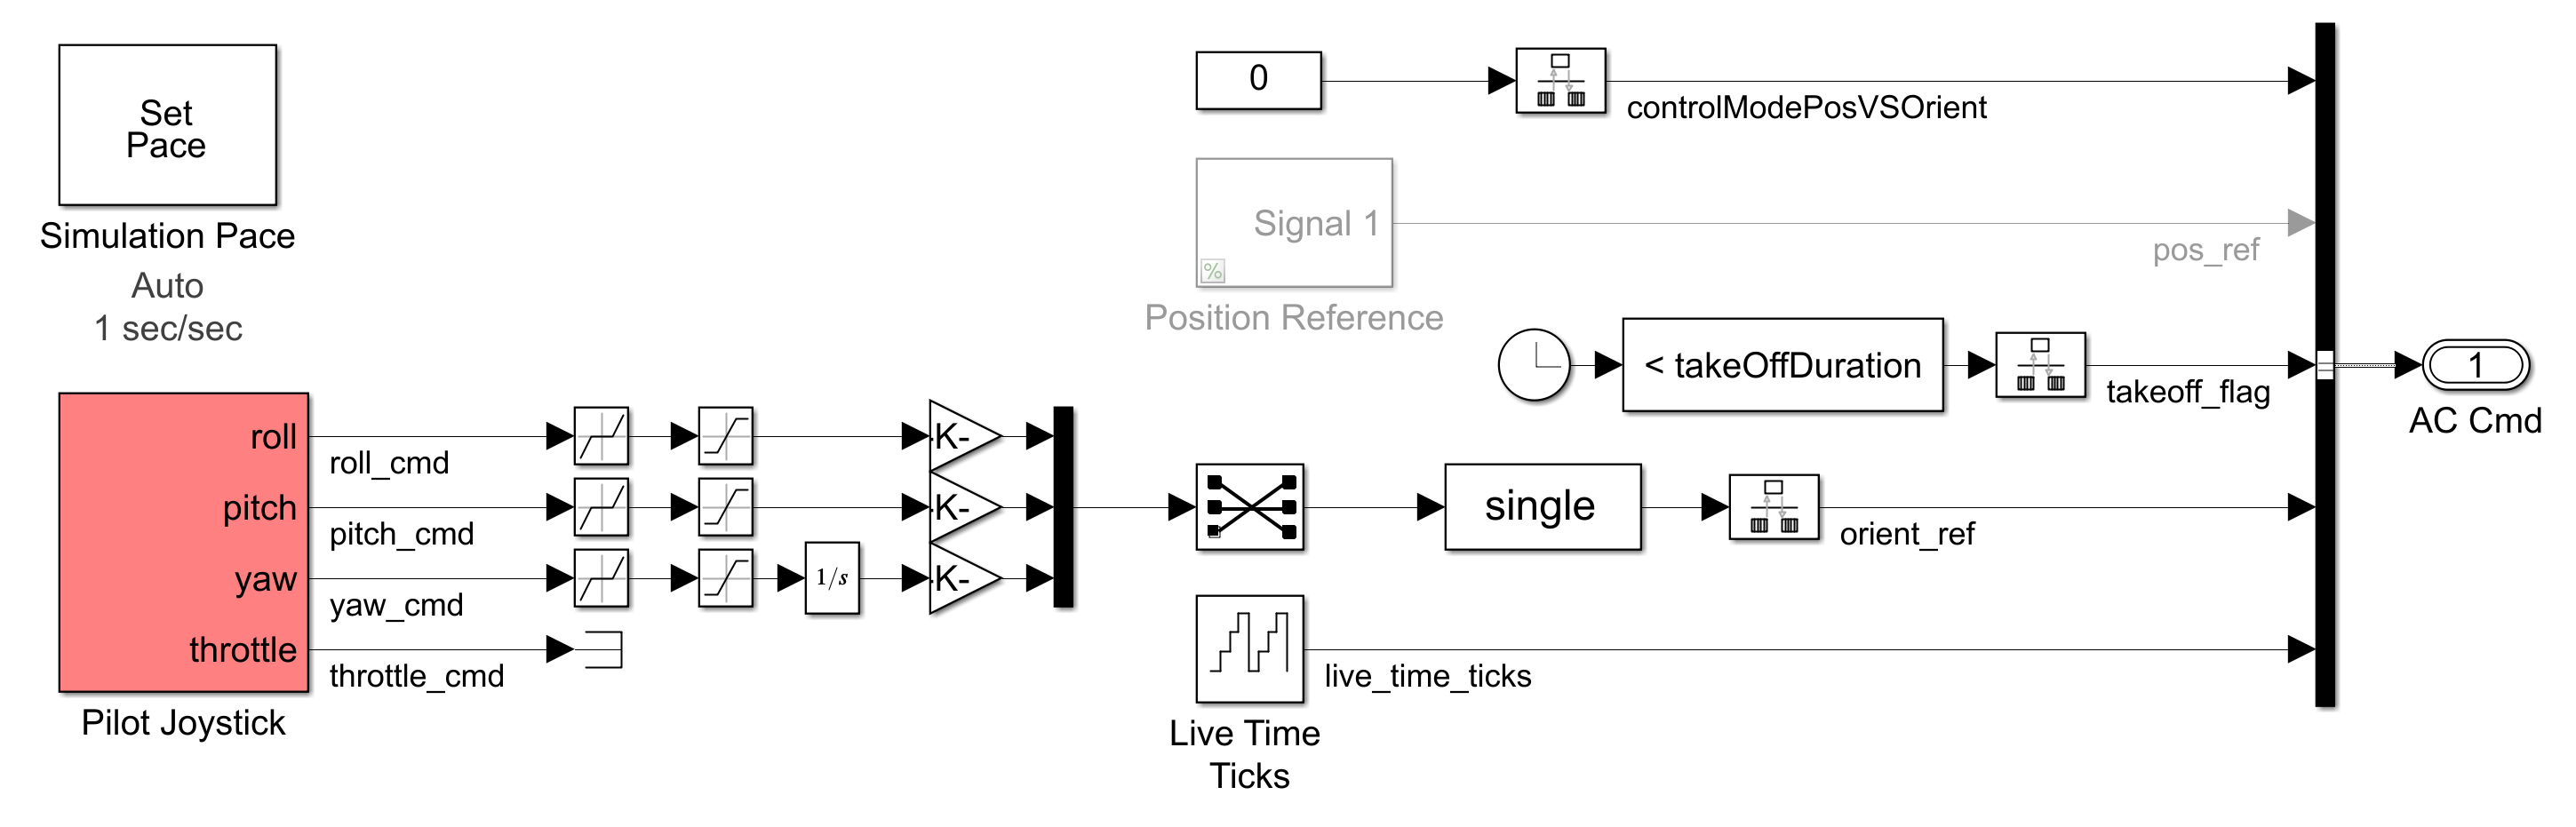 Set
Pace
Simulation Pace
Auto
1 sec/sec
roll
roll_cmd
pitch
pitch_cmd
yaw
yaw_cmd
throttle
throttle_cmd
Pilot Joystick
1/s
-K-
-K-
-K-
0
controlModePosVSOrient
Signal 1
%
pos_ref
Position Reference
< takeOffDuration
takeoff_flag
single
orient_ref
live_time_ticks
Live Time
Ticks
1
AC Cmd